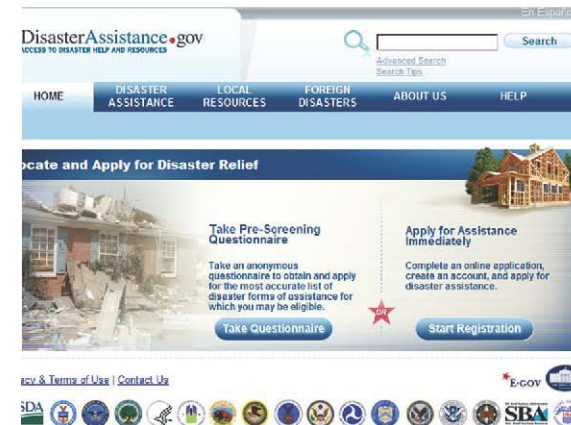 En Españo
DisasterAssistance.gov
ACCESS TO DISASTER HELP AND RESOURCES
Search
Advanced Search
Search Tips
HOME
DISASTER
ASSISTANCE
LOCAL
RESOURCES
FOREIGN
DISASTERS
ABOUT US
HELP
ocate and Apply for Disaster Relief
Take Pre-Screening
Questionnaire
Take an anonymous
questionnaire to obtain and apply
for the most accurate list of
disaster forms of assistance for
which you may be eligible.
Take Questionnaire
OR
Apply for Assistance
Immediately
Complete an online application,
create an account, and apply for
disaster assistance.
Start Registration
acy & Terms of Use | Contact Us
E-GOV
SDA
SBA